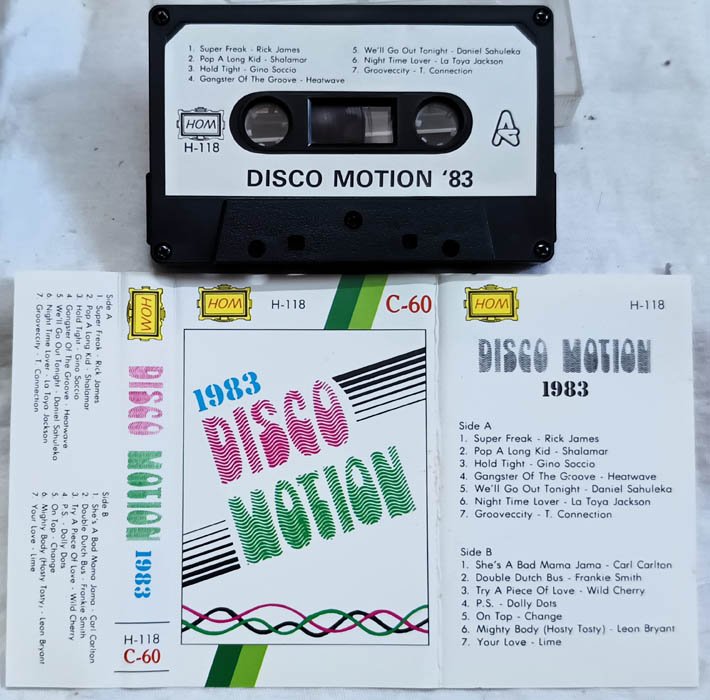 1. Super Freak - Rick James
2. Pop A Long Kid - Shalamar
3. Hold Tight - Gino Soccio
4. Gangster Of The Groove - Heatwave
5. We'll Go Out Tonight - Daniel Sahuleka
6. Night Time Lover - La Toya Jackson
7. Grooveccity - T. Connection
HOM
H-118
A
DISCO MOTION '83
Side A
1. Super Freak - Rick James
2. Pop A Long Kid - Shalamar
3. Hold Tight - Gino Soccio
4. Gangster Of The Groove - Heatwave
5. We'll Go Out Tonight - Daniel Sahuleka
6. Night Time Lover - La Toya Jackson
7. Grooveccity - T. Connection
Side B
1. She's A Bad Mama Jama - Carl Carlton
2. Double Dutch Bus - Frankie Smith
3. Try A Piece Of Love - Wild Cherry
4. P.S. - Dolly Dots
5. On Top - Change
6. Mighty Body (Hosty Tosty) - Leon Bryant
7. Your Love - Lime
HOM
DISCO MOTION 1983
H-118
C-60
HOM
H-118
C-60
1983
DISCO
MOTION
HOM
H-118
DISCO MOTION
1983
Side A
1. Super Freak - Rick James
2. Pop A Long Kid - Shalamar
3. Hold Tight - Gino Soccio
4. Gangster Of The Groove - Heatwave
5. We'll Go Out Tonight - Daniel Sahuleka
6. Night Time Lover - La Toya Jackson
7. Grooveccity - T. Connection
Side B
1. She's A Bad Mama Jama - Carl Carlton
2. Double Dutch Bus - Frankie Smith
3. Try A Piece Of Love - Wild Cherry
4. P.S. - Dolly Dots
5. On Top - Change
6. Mighty Body (Hosty Tosty) - Leon Bryant
7. Your Love - Lime